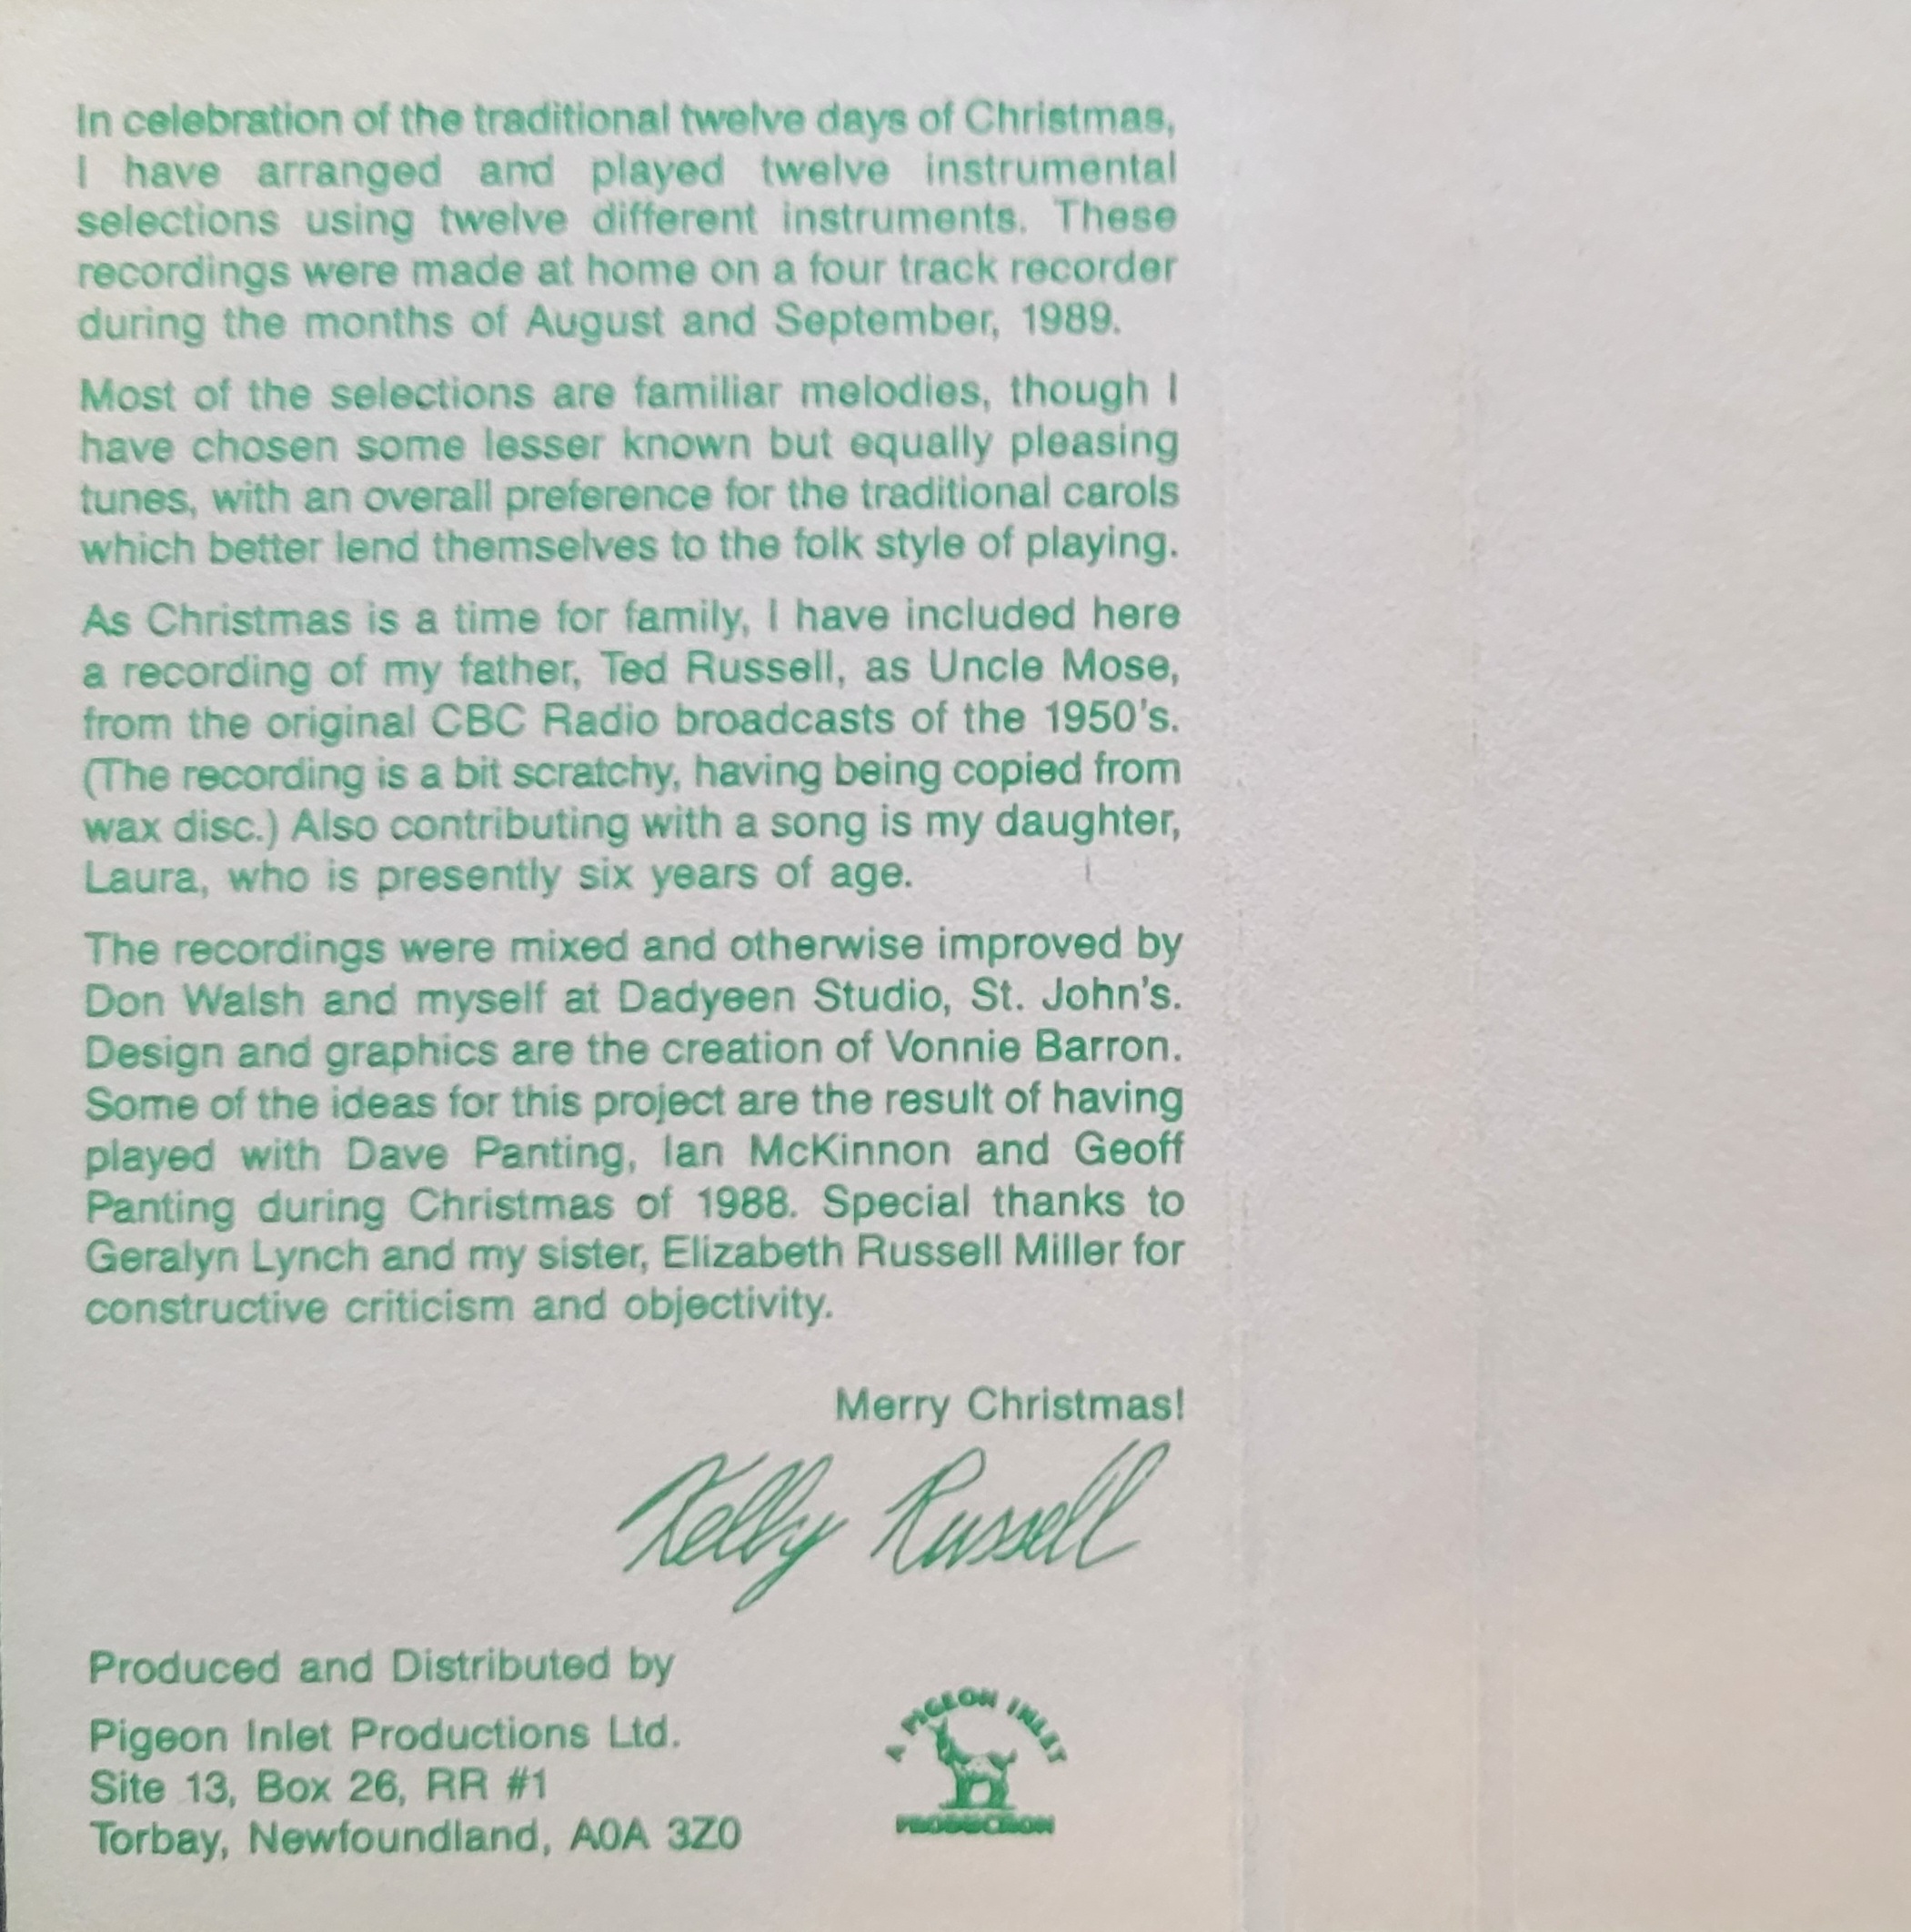 In celebration of the traditional twelve days of Christmas,
I have arranged and played twelve instrumental
selections using twelve different instruments. These
recordings were made at home on a four track recorder
during the months of August and September, 1989.
Most of the selections are familiar melodies, though I
have chosen some lesser known but equally pleasing
tunes, with an overall preference for the traditional carols
which better lend themselves to the folk style of playing.
As Christmas is a time for family, I have included here
a recording of my father, Ted Russell, as Uncle Mose,
from the original CBC Radio broadcasts of the 1950's.
(The recording is a bit scratchy, having being copied from
wax disc.) Also contributing with a song is my daughter,
Laura, who is presently six years of age.
The recordings were mixed and otherwise improved by
Don Walsh and myself at Dadyeen Studio, St. John's.
Design and graphics are the creation of Vonnie Barron.
Some of the ideas for this project are the result of having
played with Dave Panting, Ian McKinnon and Geoff
Panting during Christmas of 1988. Special thanks to
Geralyn Lynch and my sister, Elizabeth Russell Miller for
constructive criticism and objectivity.
Merry Christmas!
Kelly Russell
Produced and Distributed by
Pigeon Inlet Productions Ltd.
Site 13, Box 26, RR #1
Torbay, Newfoundland, A0A 3Z0
A PIGEON INLET
PRODUCTION